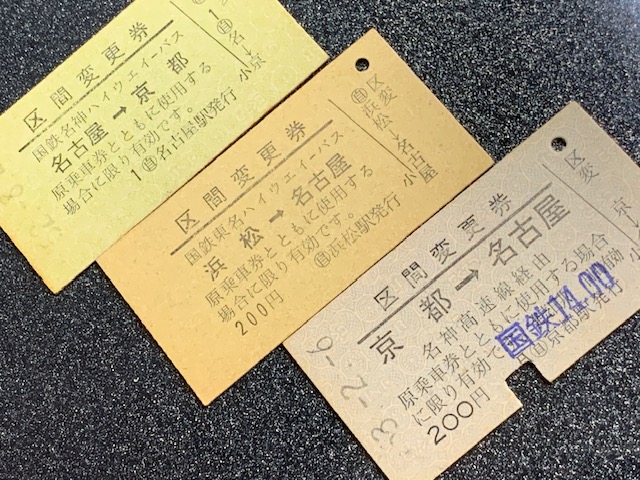 区間変更券
国鉄名神ハイウエイーバス
名古屋→京都
原乗車券とともに使用する
場合に限り有効です。
1㊀名古屋駅発行
小
名→京
区間変更券
国鉄東名ハイウエイーバス
浜松→名古屋
原乗車券とともに使用する
場合に限り有効です。
200円
浜松駅発行
区変
浜松→名古屋
小
区間変更券
京都→名古屋
名神高速線経由
原乗車券とともに使用する場合
に限り有効で
200円
京都駅発行
国鉄14.00
区変
京
小